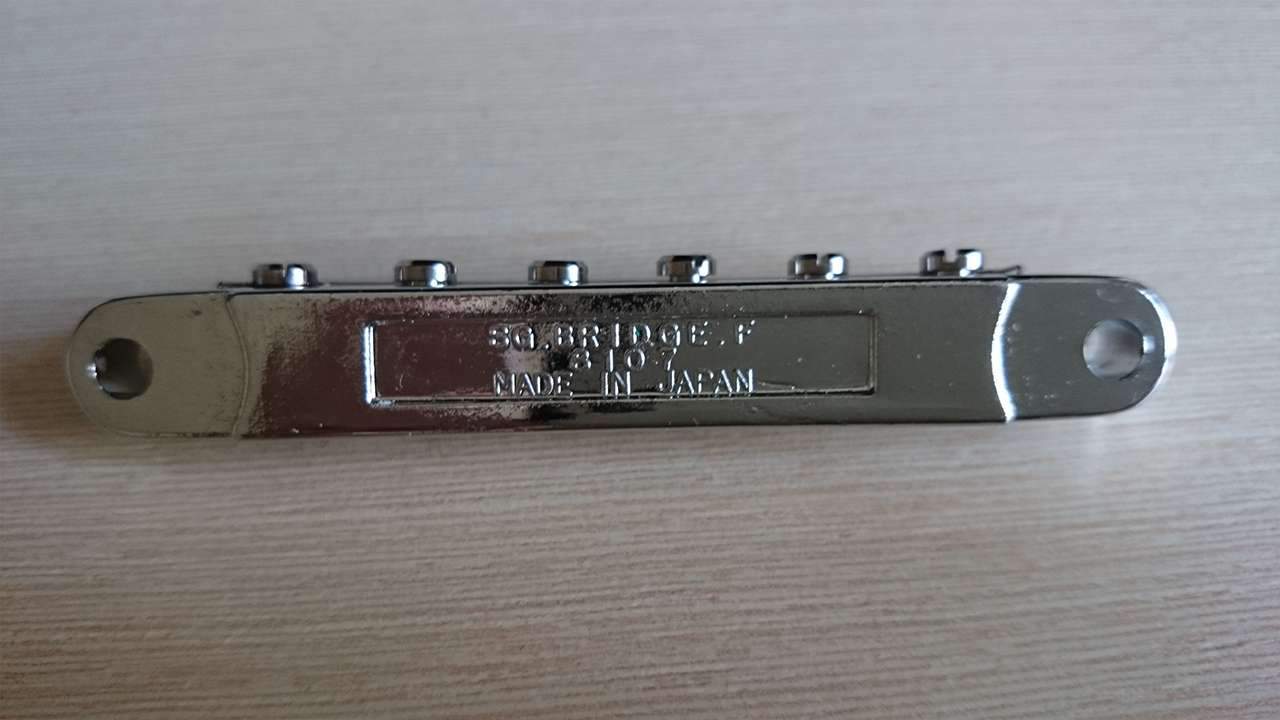 SG.BRIDGE.F
8107
MADE IN JAPAN